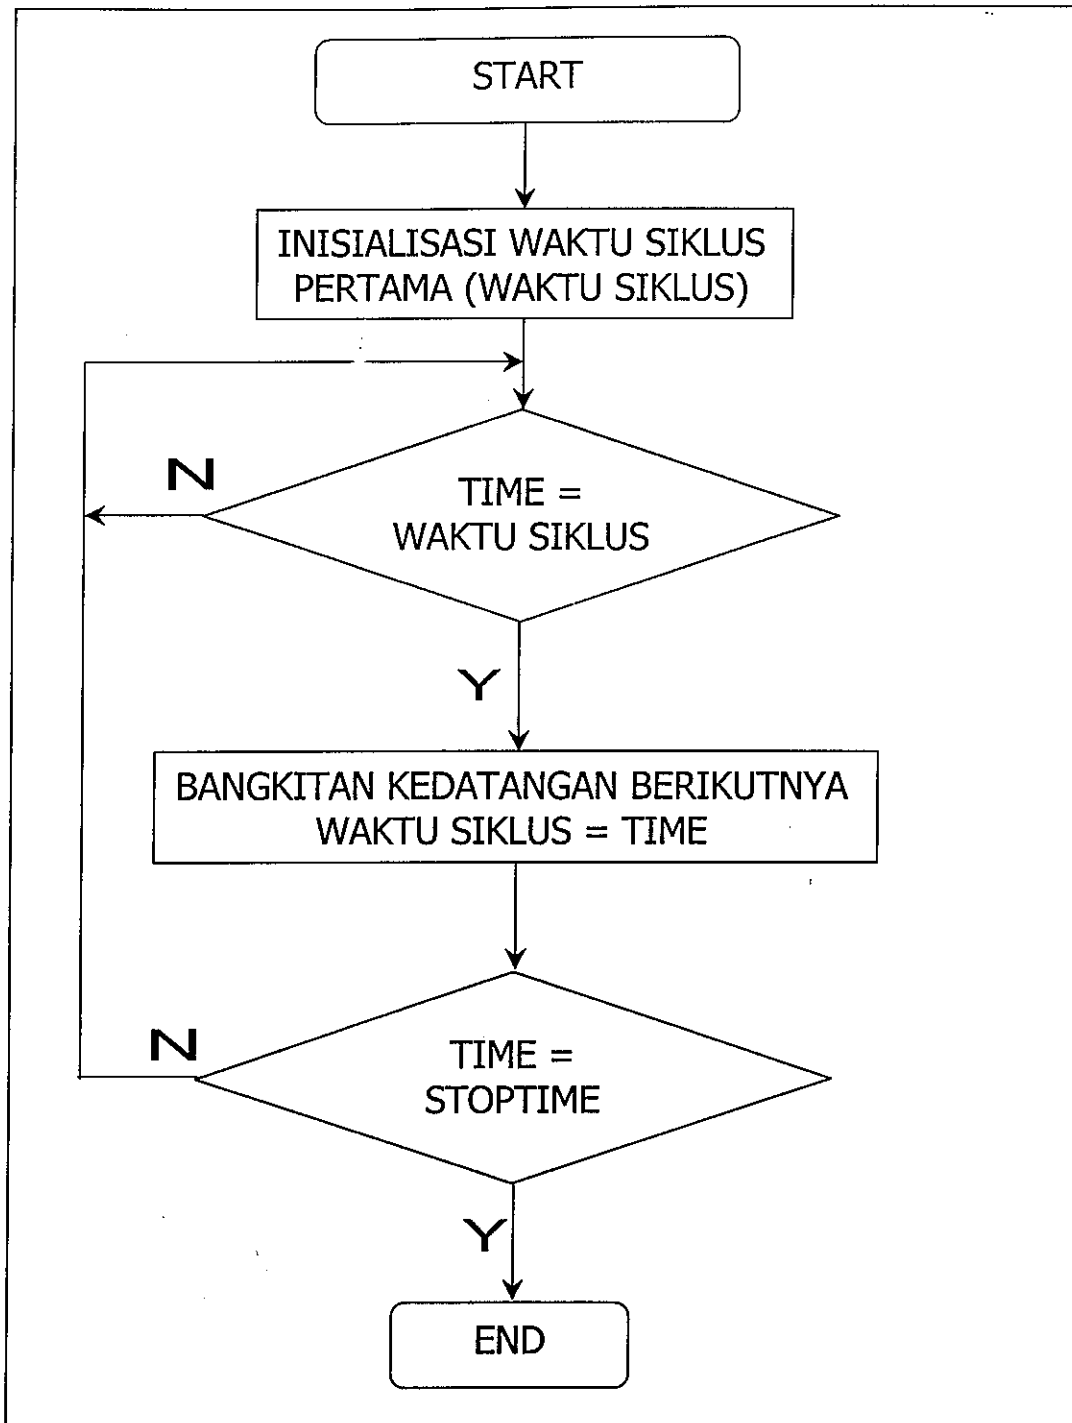 START
INISIALISASI WAKTU SIKLUS
PERTAMA (WAKTU SIKLUS)
N
TIME =
WAKTU SIKLUS
Y
BANGKITAN KEDATANGAN BERIKUTNYA
WAKTU SIKLUS = TIME
N
TIME =
STOPTIME
Y
END